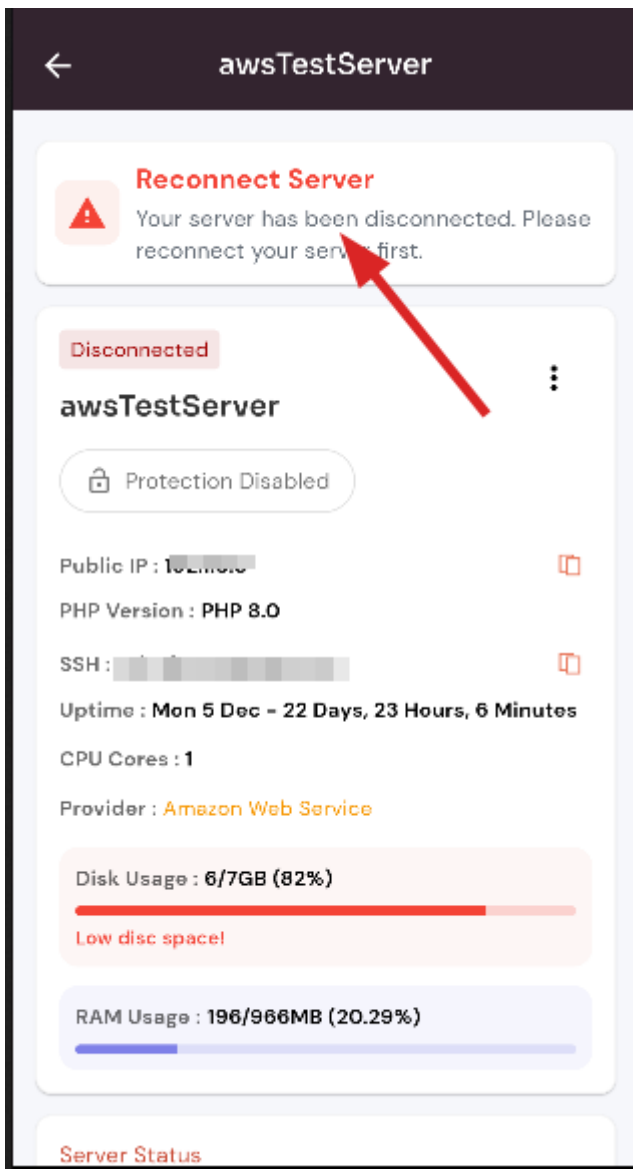 awsTestServer
Reconnect Server
Your server has been disconnected. Please
reconnect your server first.
Disconnected
awsTestServer
Protection Disabled
Public IP :
PHP Version : PHP 8.0
SSH :
Uptime : Mon 5 Dec - 22 Days, 23 Hours, 6 Minutes
CPU Cores : 1
Provider : Amazon Web Service
Disk Usage : 6/7GB (82%)
Low disc space!
RAM Usage : 196/966MB (20.29%)
Server Status